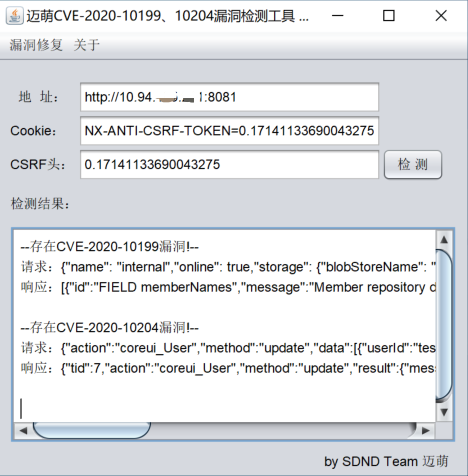 迈萌CVE-2020-10199、10204漏洞检测工具 ...
漏洞修复 关于
地 址： http://10.94. 1:8081
Cookie： NX-ANTI-CSRF-TOKEN=0.17141133690043275
CSRF头： 0.17141133690043275 检 测
检测结果：
--存在CVE-2020-10199漏洞!--
请求：{"name": "internal","online": true,"storage": {"blobStoreName": "
响应：[{"id":"FIELD memberNames","message":"Member repository d
--存在CVE-2020-10204漏洞!--
请求：{"action":"coreui_User","method":"update","data":[{"userId":"tes
响应：{"tid":7,"action":"coreui_User","method":"update","result":{"mes
by SDND Team 迈萌